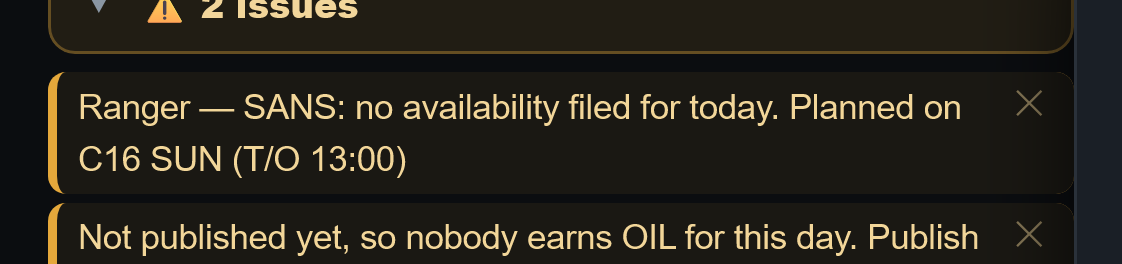 2 Issues
Ranger — SANS: no availability filed for today. Planned on
C16 SUN (T/O 13:00)
Not published yet, so nobody earns OIL for this day. Publish